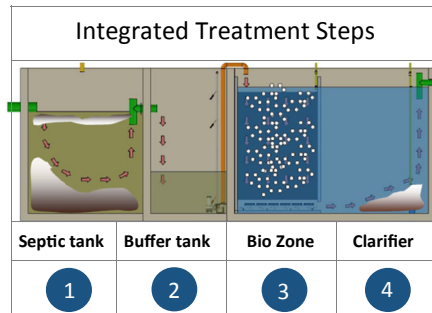 Integrated Treatment Steps
Septic tank Buffer tank Bio Zone Clarifier
1 2 3 4